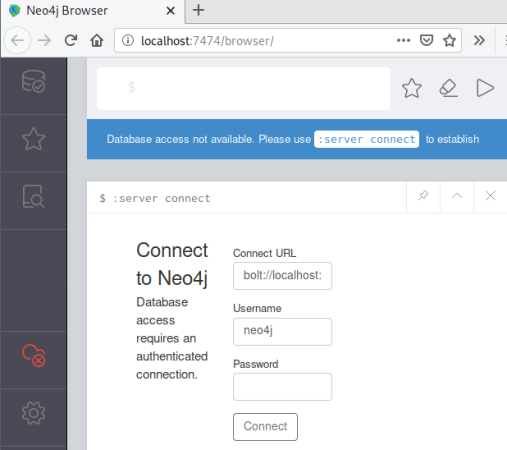 Neo4j Browser
localhost:7474/browser/
$
Database access not available. Please use :server connect to establish
$ :server connect
Connect
to Neo4j
Database
access
requires an
authenticated
connection.
Connect URL
bolt://localhost:
Username
neo4j
Password
Connect